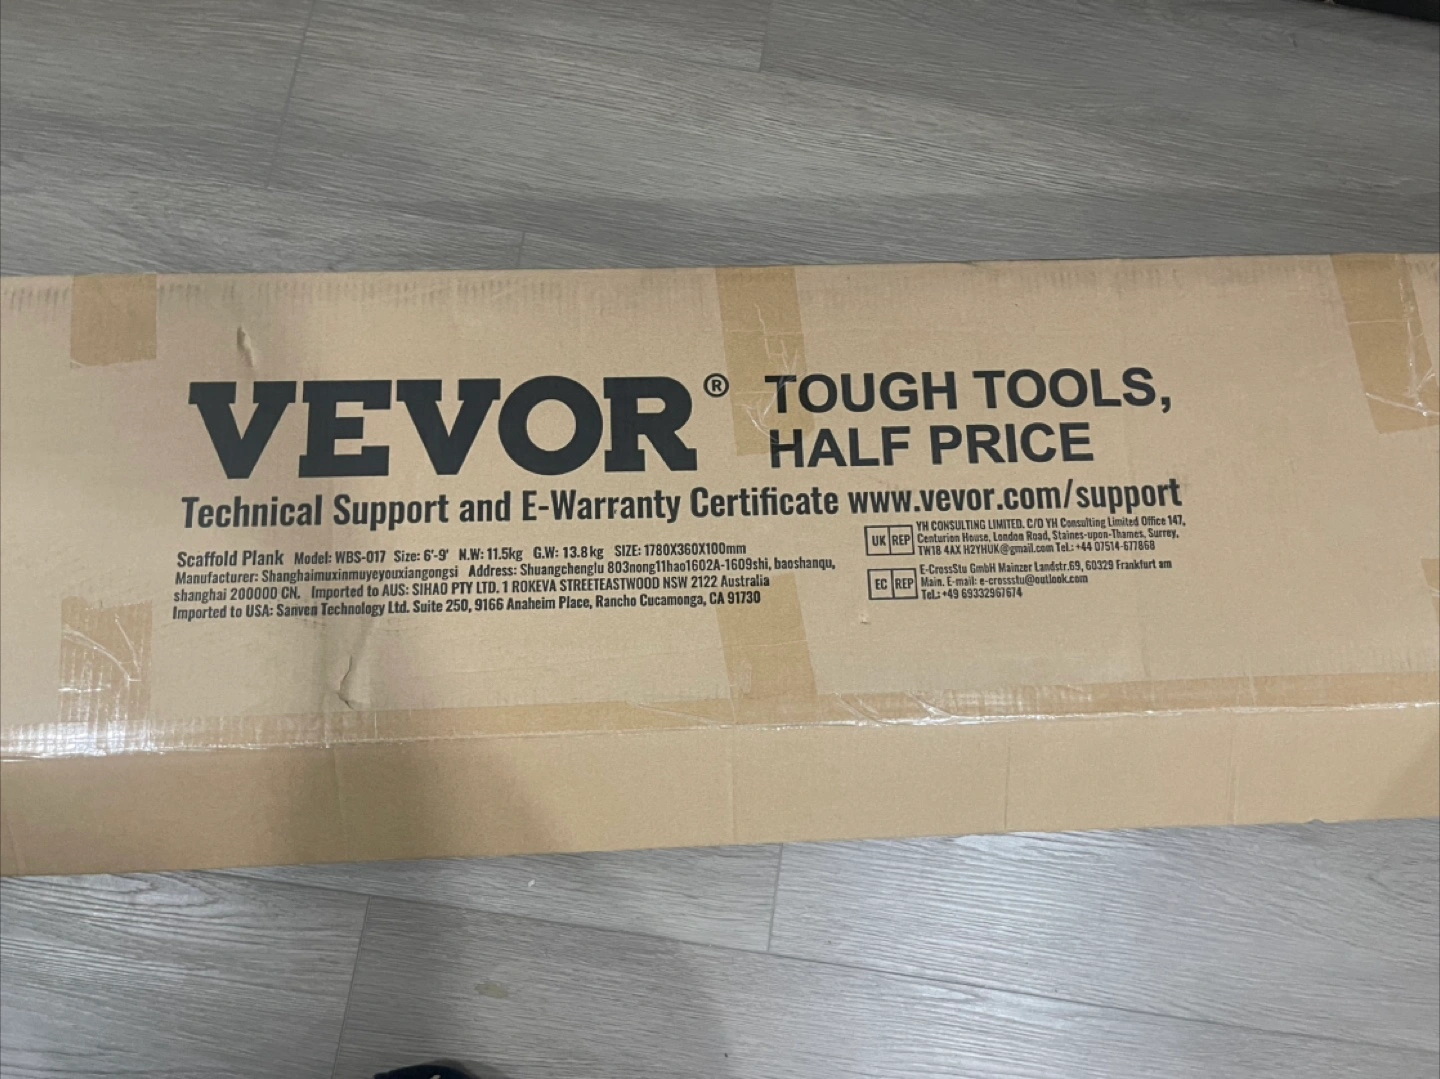 VEVOR® TOUGH TOOLS,
HALF PRICE
Technical Support and E-Warranty Certificate www.vevor.com/support
Scaffold Plank Model: WBS-017 Size: 6'-9' N.W: 11.5kg G.W: 13.8kg SIZE: 1780X360X100mm
Manufacturer: Shanghaimuxinmuyeyouxiangongsi Address: Shuangchenglu 803nong11hao1602A-1609shi, baoshanqu,
shanghai 200000 CN. Imported to AUS: SIHAO PTY LTD. 1 ROKEVA STREETEASTWOOD NSW 2122 Australia
Imported to USA: Sanven Technology Ltd. Suite 250, 9166 Anaheim Place, Rancho Cucamonga, CA 91730
UK REP
YH CONSULTING LIMITED. C/O YH Consulting Limited Office 147,
Centurion House, London Road, Staines-upon-Thames, Surrey,
TW18 4AX H2YHUK@gmail.com Tel.: +44 07514-677868
EC REP
E-CrossStu GmbH Mainzer Landstr.69, 60329 Frankfurt am
Main. E-mail: e-crossstu@outlook.com
Tel.: +49 69332967674